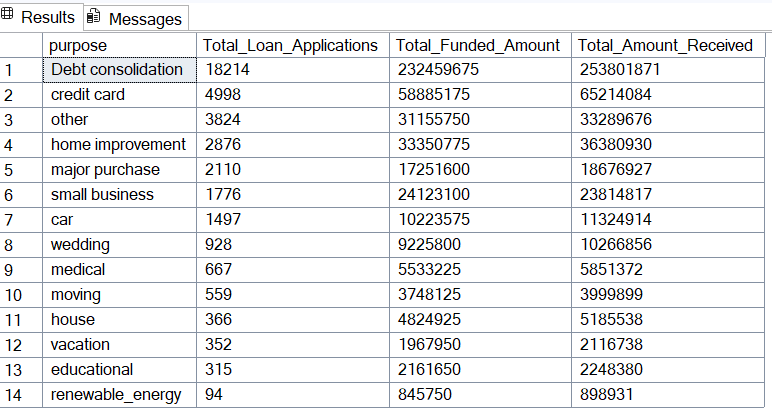 Results Messages
purpose Total_Loan_Applications Total_Funded_Amount Total_Amount_Received
1 Debt consolidation 18214 232459675 253801871
2 credit card 4998 58885175 65214084
3 other 3824 31155750 33289676
4 home improvement 2876 33350775 36380930
5 major purchase 2110 17251600 18676927
6 small business 1776 24123100 23814817
7 car 1497 10223575 11324914
8 wedding 928 9225800 10266856
9 medical 667 5533225 5851372
10 moving 559 3748125 3999899
11 house 366 4824925 5185538
12 vacation 352 1967950 2116738
13 educational 315 2161650 2248380
14 renewable_energy 94 845750 898931